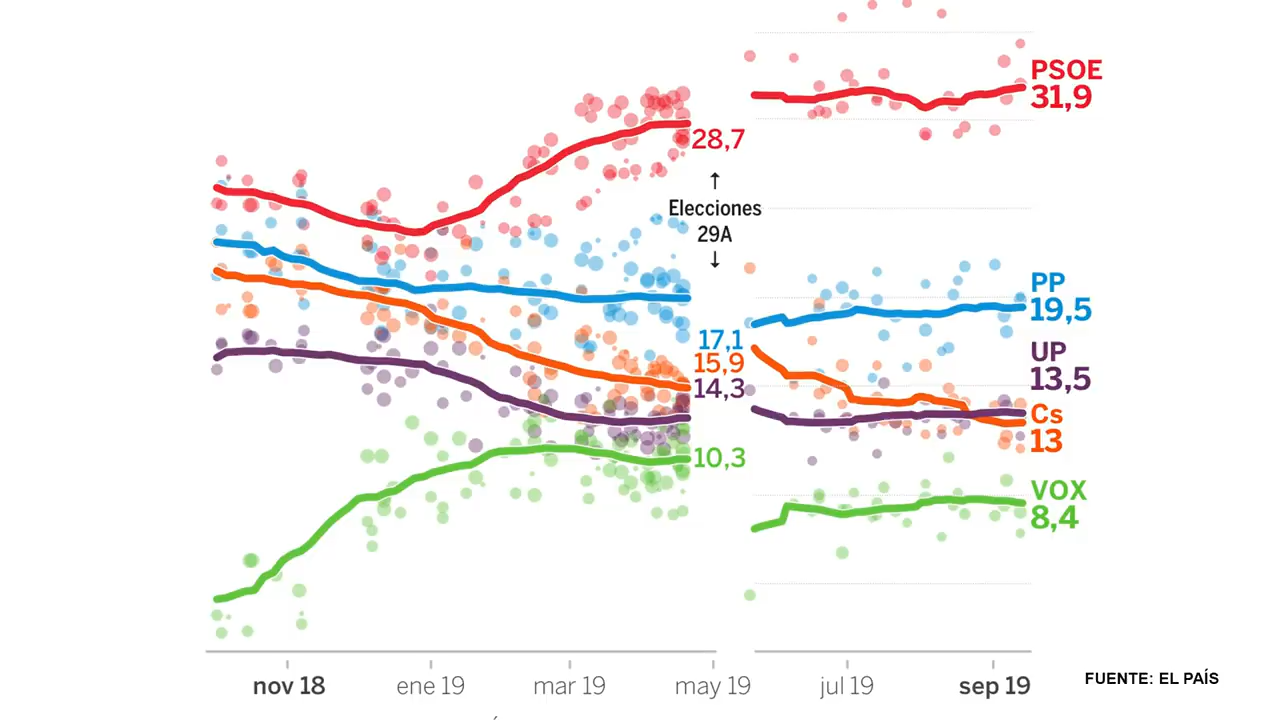 PSOE
31,9
28,7
Elecciones
29A
PP
19,5
17,1
15,9
14,3
UP
13,5
Cs
13
10,3
VOX
8,4
nov 18
ene 19
mar 19
may 19
jul 19
sep 19
FUENTE: EL PAÍS